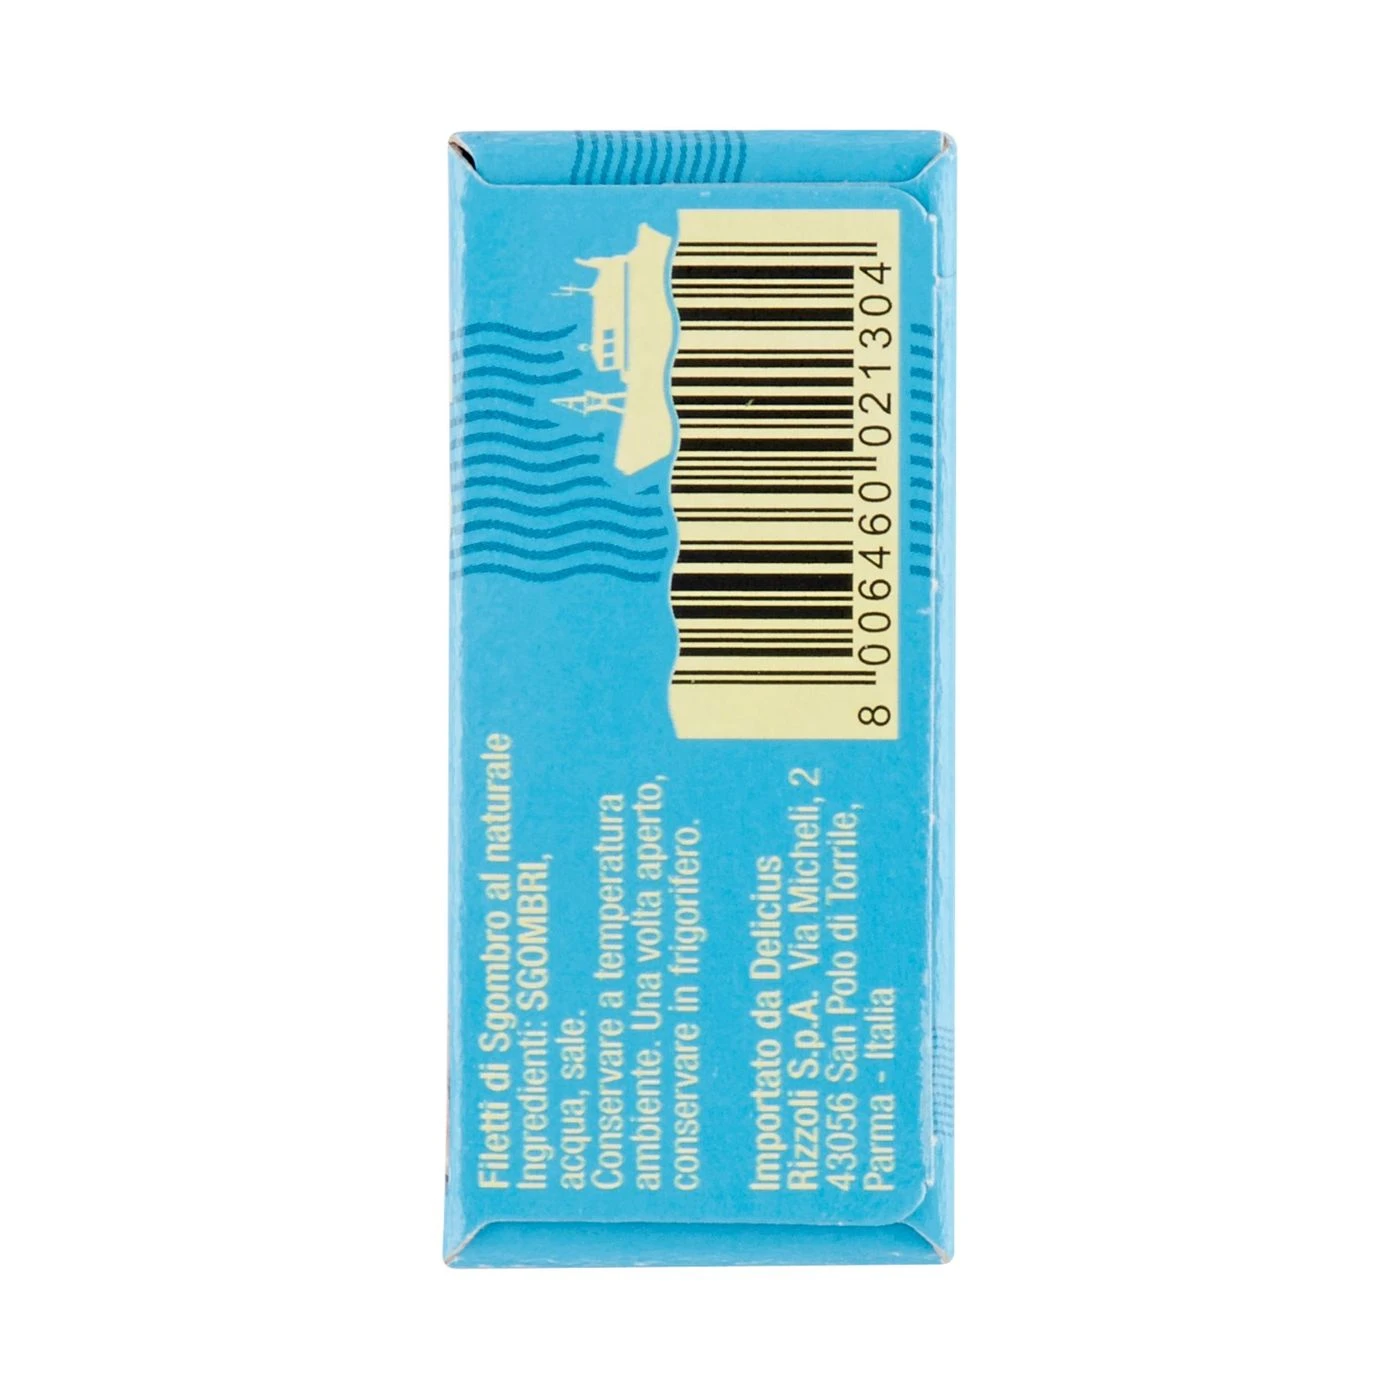 Filetti di Sgombro al naturale
Ingredienti: SGOMBRI,
acqua, sale.
Conservare a temperatura
ambiente. Una volta aperto,
conservare in frigorifero.
Importato da Delicius
Rizzoli S.p.A. Via Micheli, 2
43056 San Polo di Torrile,
Parma - Italia
8 006460 021304